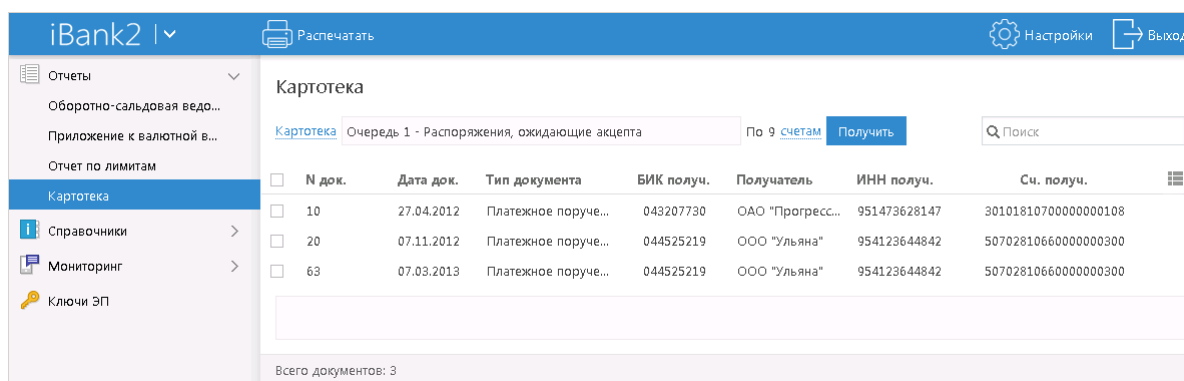 iBank2
Распечатать
Настройки
Выход
Отчеты
Оборотно-сальдовая ведо...
Приложение к валютной в...
Отчет по лимитам
Картотека
Справочники
Мониторинг
Ключи ЭП
Картотека
Картотека Очередь 1 - Распоряжения, ожидающие акцепта По 9 счетам Получить Поиск
N док. Дата док. Тип документа БИК получ. Получатель ИНН получ. Сч. получ.
10 27.04.2012 Платежное поруче... 043207730 ОАО "Прогресс... 951473628147 30101810700000000108
20 07.11.2012 Платежное поруче... 044525219 ООО "Ульяна" 954123644842 50702810660000000300
63 07.03.2013 Платежное поруче... 044525219 ООО "Ульяна" 954123644842 50702810660000000300
Всего документов: 3